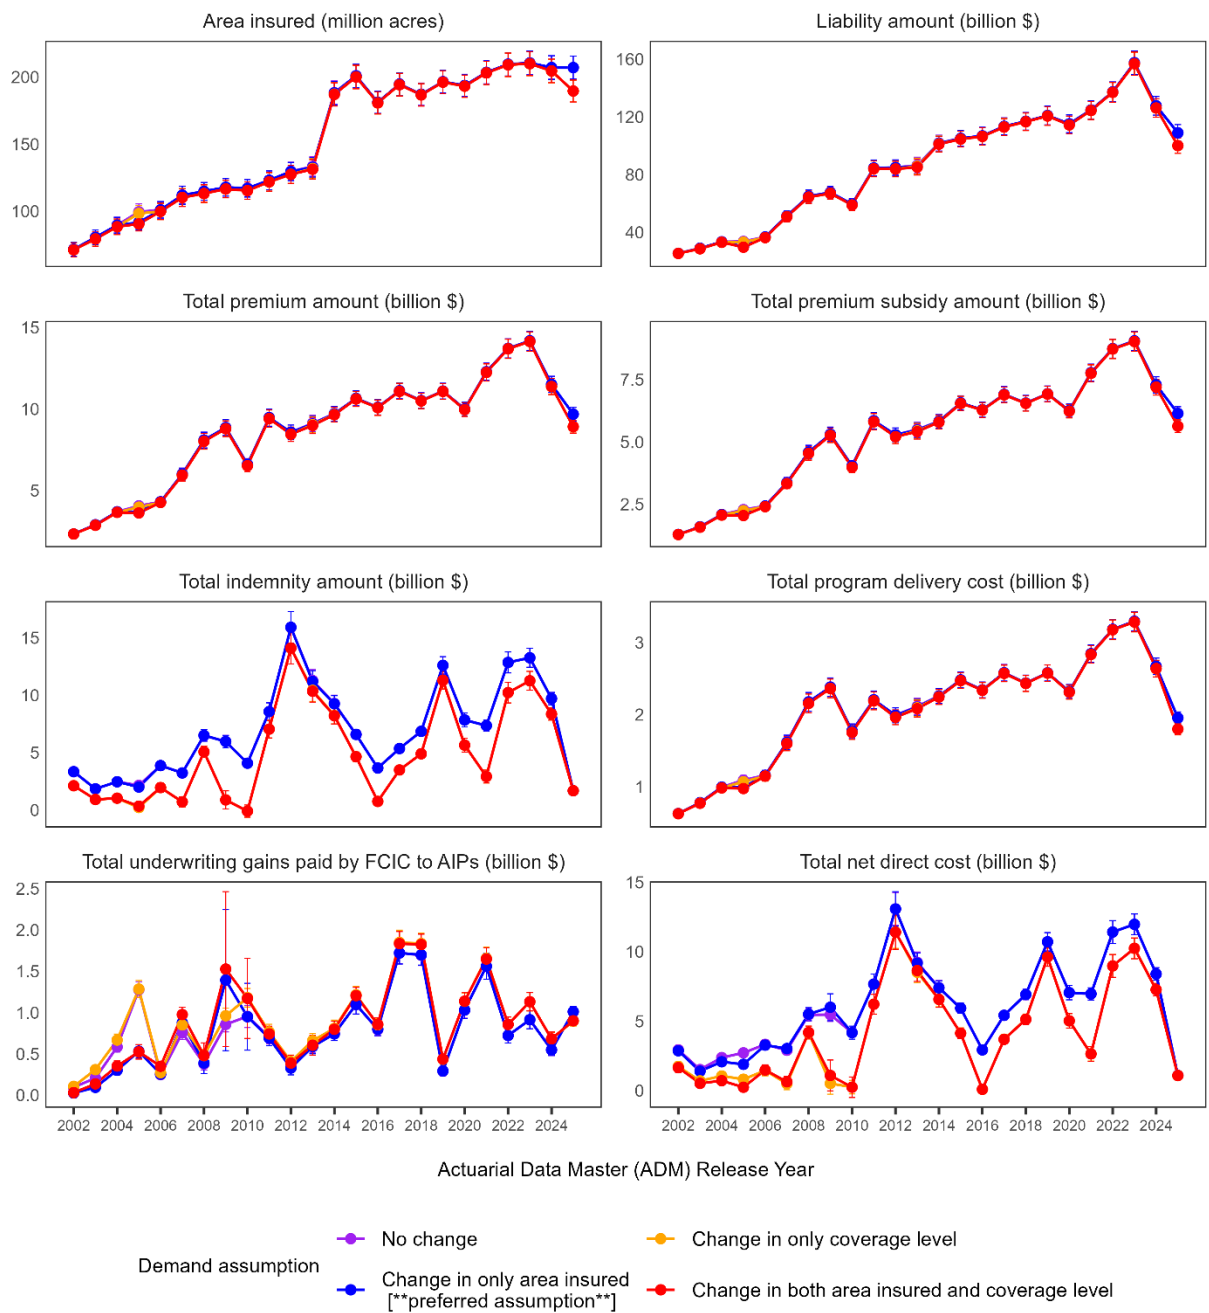 Area insured (million acres)
200
150
100
Liability amount (billion $)
160
120
80
40
Total premium amount (billion $)
15
10
5
Total premium subsidy amount (billion $)
7.5
5.0
2.5
Total indemnity amount (billion $)
15
10
5
0
Total program delivery cost (billion $)
3
2
1
Total underwriting gains paid by FCIC to AIPs (billion $)
2.5
2.0
1.5
1.0
0.5
0.0
2002 2004 2006 2008 2010 2012 2014 2016 2018 2020 2022 2024
Total net direct cost (billion $)
15
10
5
0
2002 2004 2006 2008 2010 2012 2014 2016 2018 2020 2022 2024
Actuarial Data Master (ADM) Release Year
Demand assumption
No change
Change in only area insured
[**preferred assumption**]
Change in only coverage level
Change in both area insured and coverage level